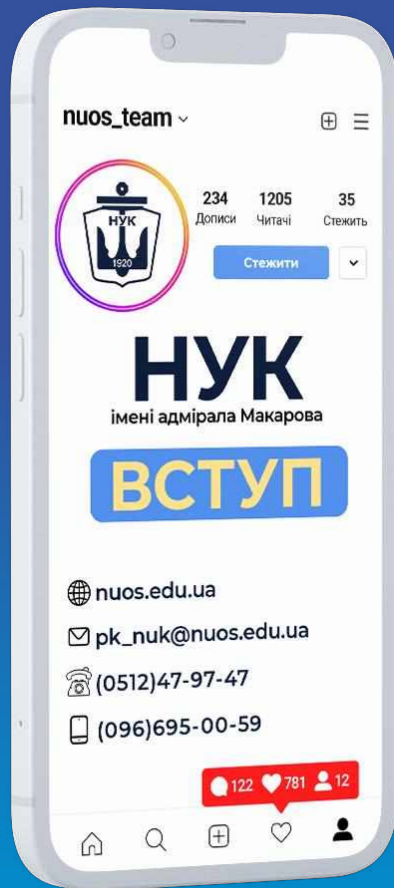 nuos_team
НУК
1920
234 1205 35
Дописи Читачі Стежить
Стежити
НУК
імені адмірала Макарова
ВСТУП
nuos.edu.ua
pk_nuk@nuos.edu.ua
(0512)47-97-47
(096)695-00-59
122 781 12